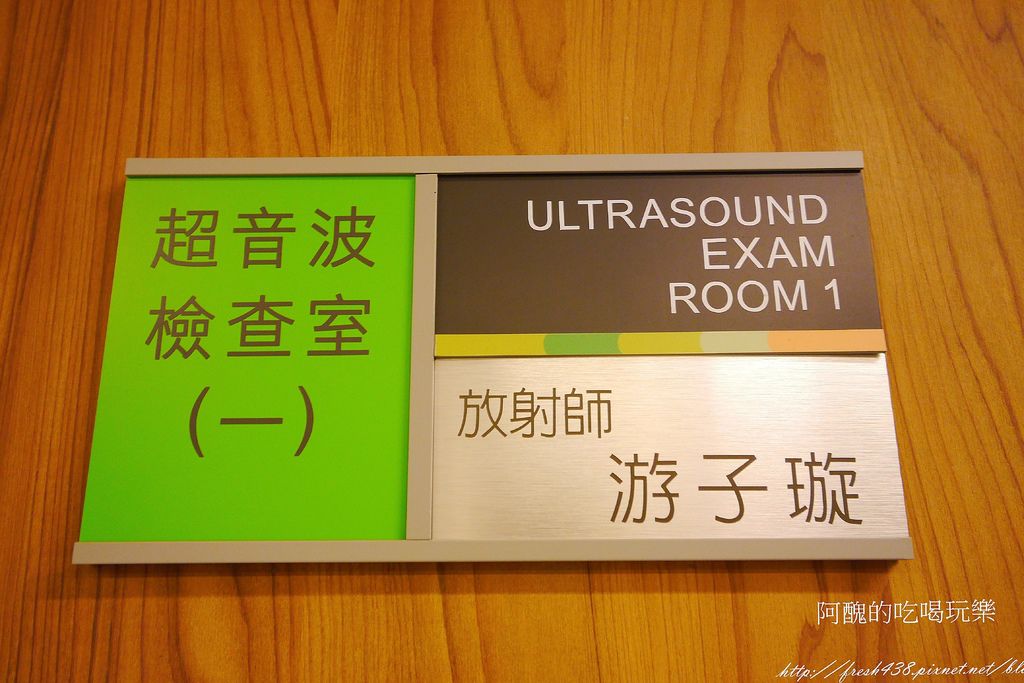 超音波
檢查室
(一)
ULTRASOUND
EXAM
ROOM 1
放射師
游子璇
阿醜的吃喝玩樂
http://fresh438.pixnet.net/blo